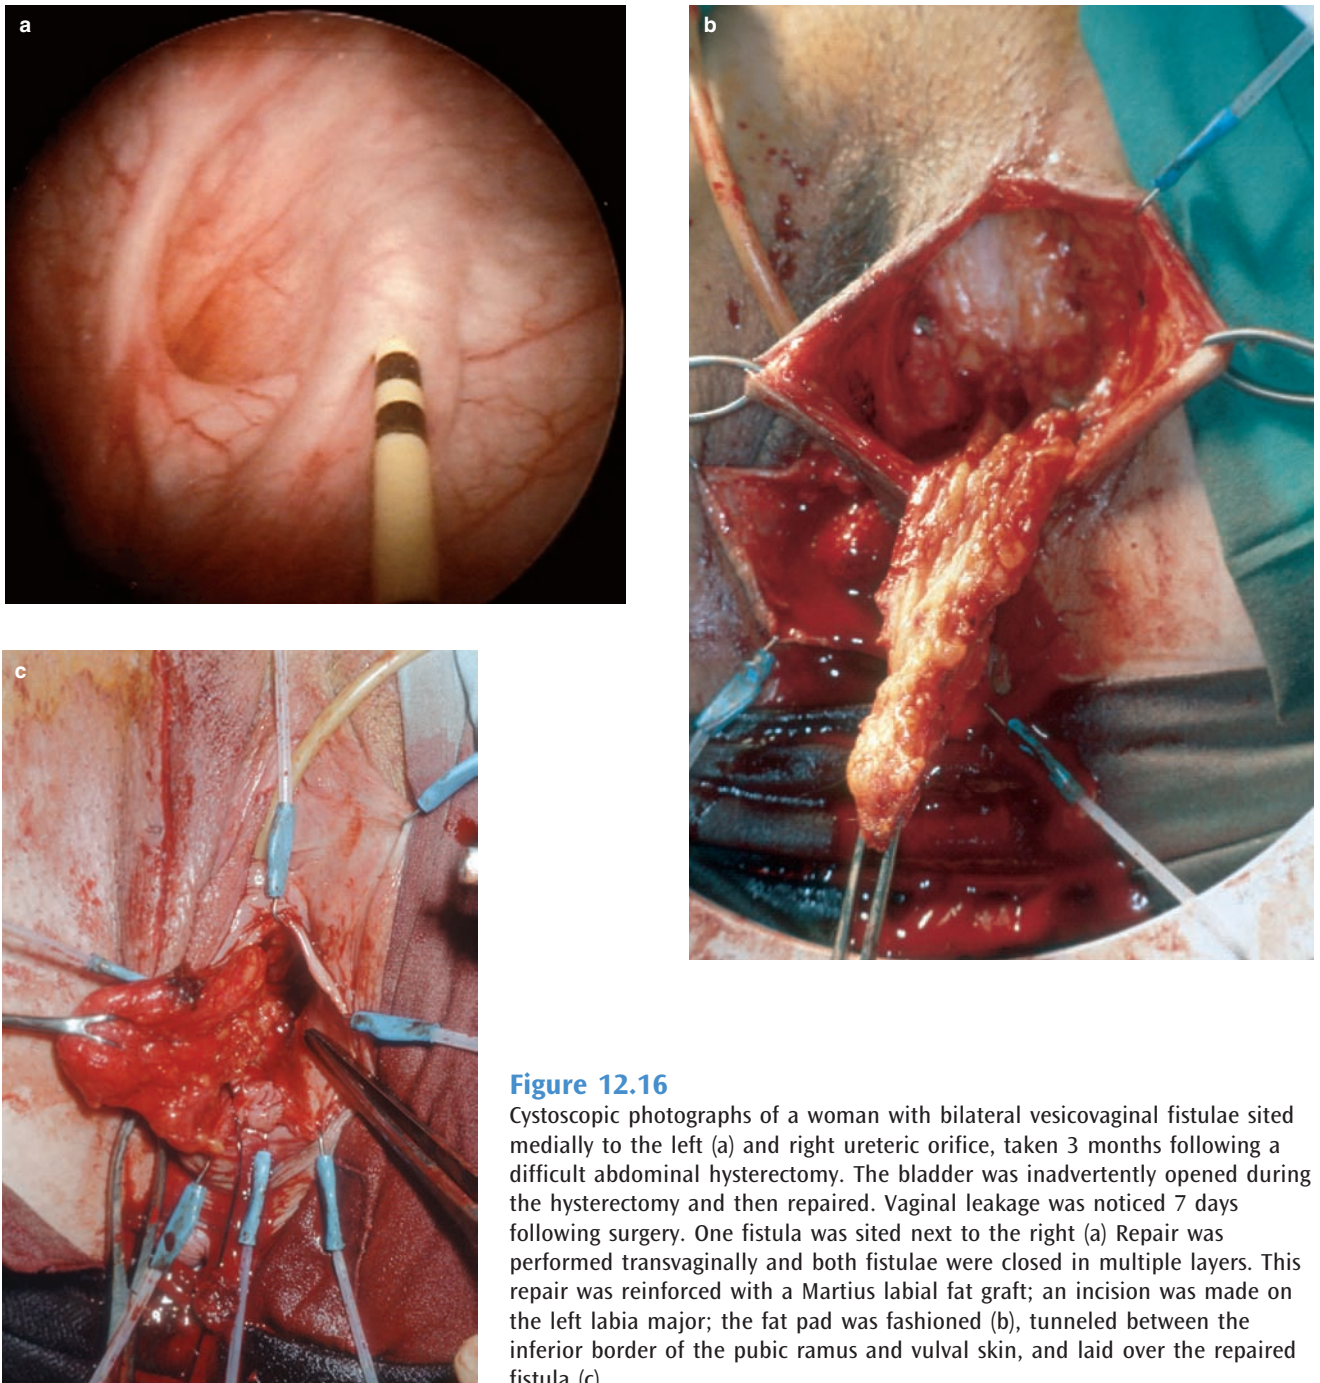 a
b
c
Figure 12.16
Cystoscopic photographs of a woman with bilateral vesicovaginal fistulae sited
medially to the left (a) and right ureteric orifice, taken 3 months following a
difficult abdominal hysterectomy. The bladder was inadvertently opened during
the hysterectomy and then repaired. Vaginal leakage was noticed 7 days
following surgery. One fistula was sited next to the right (a) Repair was
performed transvaginally and both fistulae were closed in multiple layers. This
repair was reinforced with a Martius labial fat graft; an incision was made on
the left labia major; the fat pad was fashioned (b), tunneled between the
inferior border of the pubic ramus and vulval skin, and laid over the repaired
fistula (c)